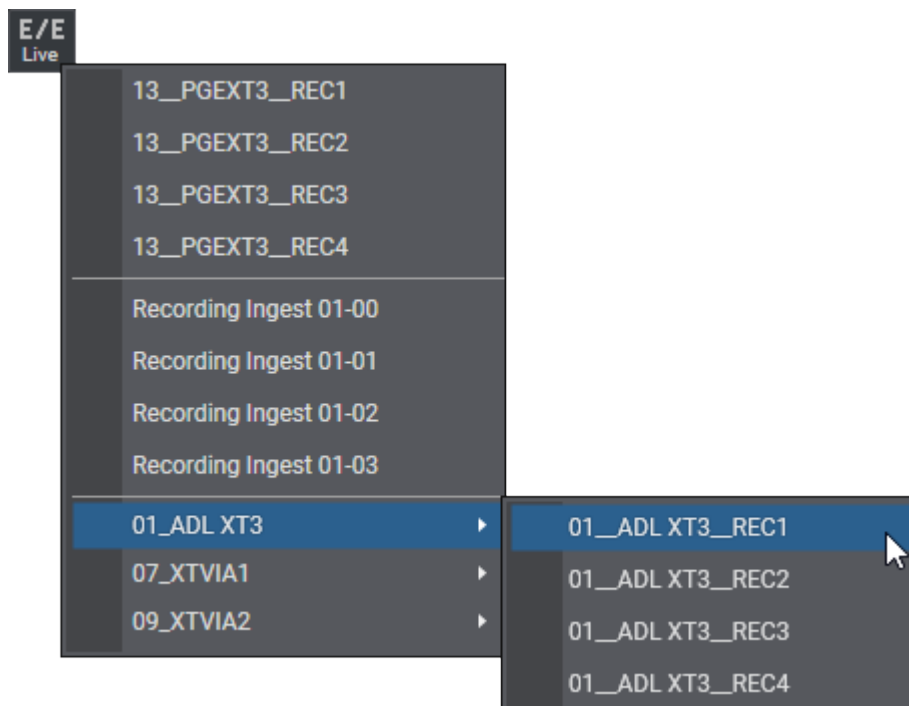 E/E
Live
13__PGEXT3__REC1
13__PGEXT3__REC2
13__PGEXT3__REC3
13__PGEXT3__REC4
Recording Ingest 01-00
Recording Ingest 01-01
Recording Ingest 01-02
Recording Ingest 01-03
01_ADL XT3
07_XTVIA1
09_XTVIA2
01__ADL XT3__REC1
01__ADL XT3__REC2
01__ADL XT3__REC3
01__ADL XT3__REC4